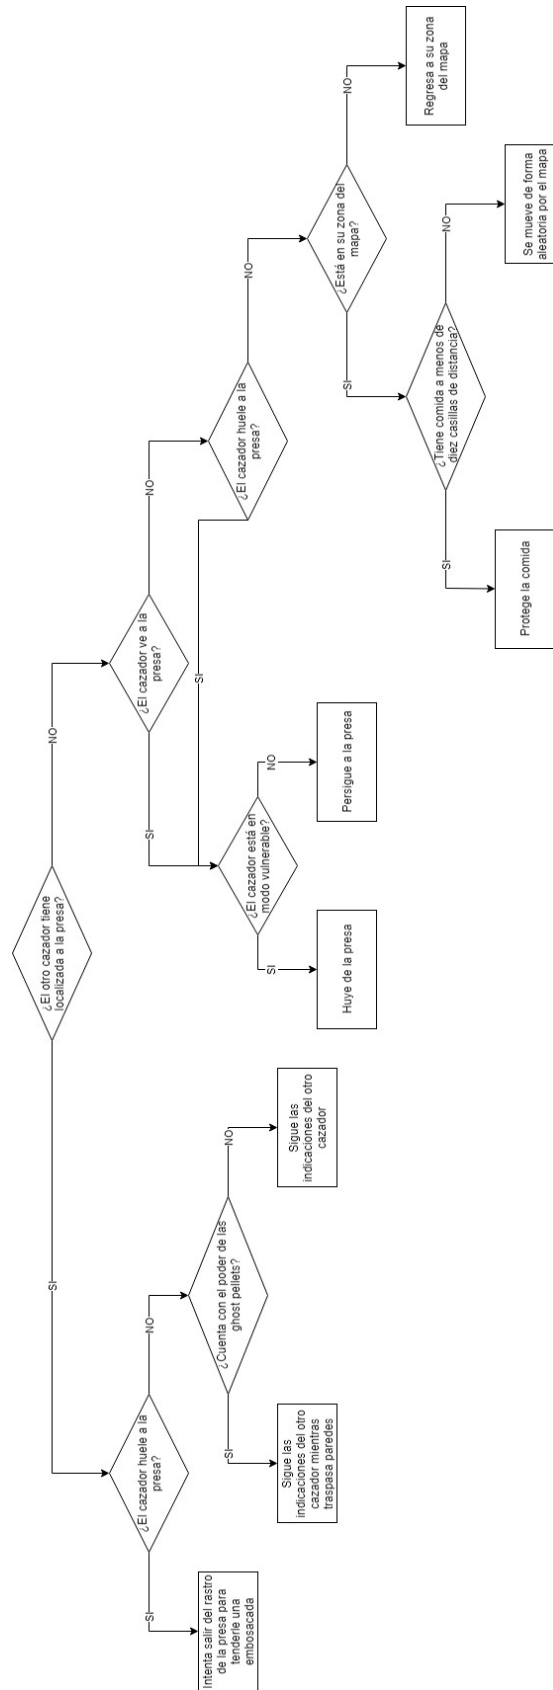 ¿El otro cazador tiene
localizada a la presa?
SI
NO
¿El cazador huele a la
presa?
SI
NO
Intenta salir del rastro
de la presa para
tenderle una
embosacada
¿Cuenta con el poder de las
ghost pellets?
SI
NO
Sigue las
indicaciones del otro
cazador mientras
traspasa paredes
Sigue las
indicaciones del otro
cazador
¿El cazador ve a la
presa?
SI
NO
¿El cazador está en
modo vulnerable?
SI
NO
Huye de la presa
Persigue a la presa
¿El cazador huele a la
presa?
SI
NO
¿Está en su zona del
mapa?
SI
NO
Regresa a su zona
del mapa
¿Tiene comida a menos de
diez casillas de distancia?
SI
NO
Protege la comida
Se mueve de forma
aleatoria por el mapa